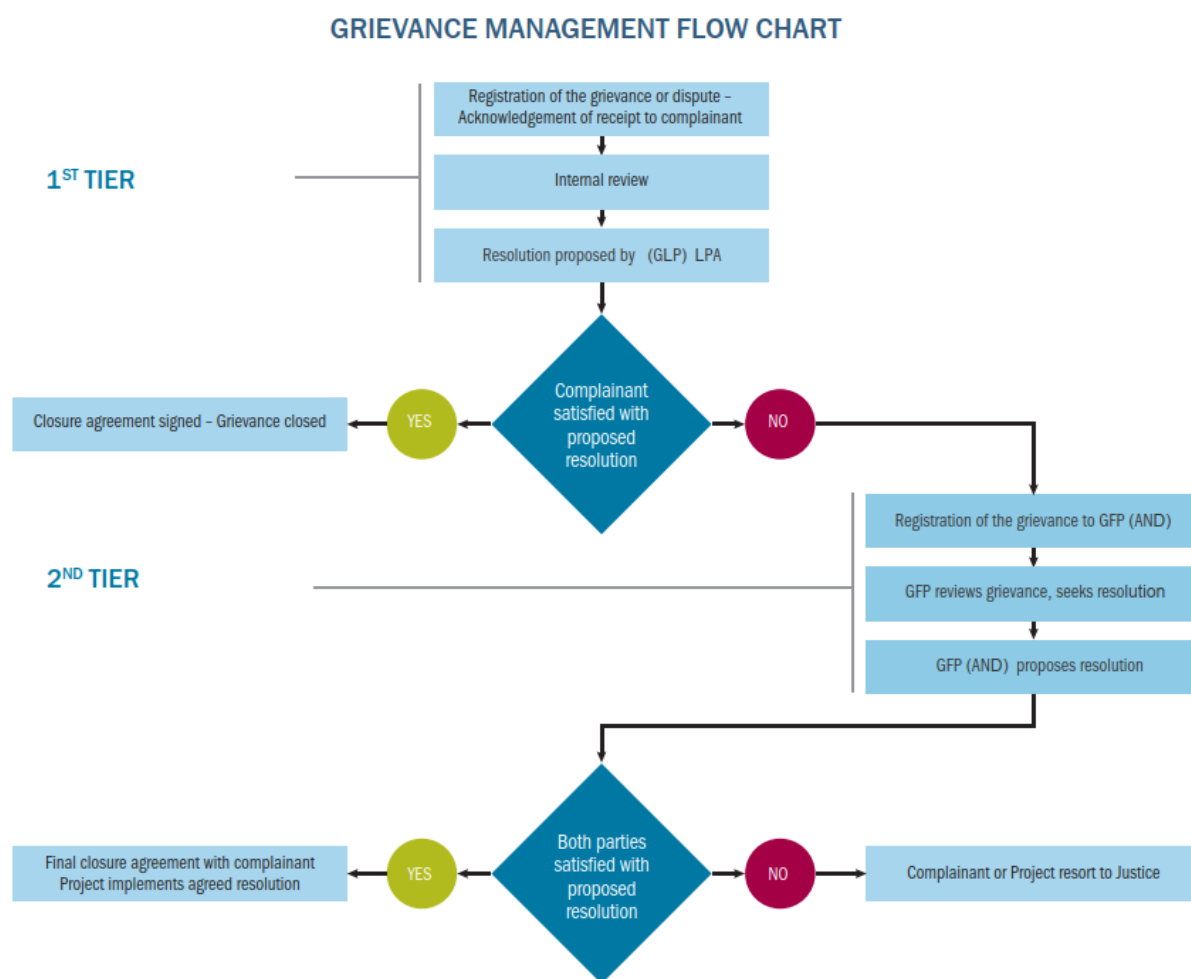 GRIEVANCE MANAGEMENT FLOW CHART
Registration of the grievance or dispute –
Acknowledgement of receipt to complainant
1ST TIER
Internal review
Resolution proposed by (GLP) LPA
Complainant
satisfied with
proposed
resolution
YES
NO
Closure agreement signed – Grievance closed
Registration of the grievance to GFP (AND)
2ND TIER
GFP reviews grievance, seeks resolution
GFP (AND) proposes resolution
Both parties
satisfied with
proposed
resolution
YES
NO
Final closure agreement with complainant
Project implements agreed resolution
Complainant or Project resort to Justice